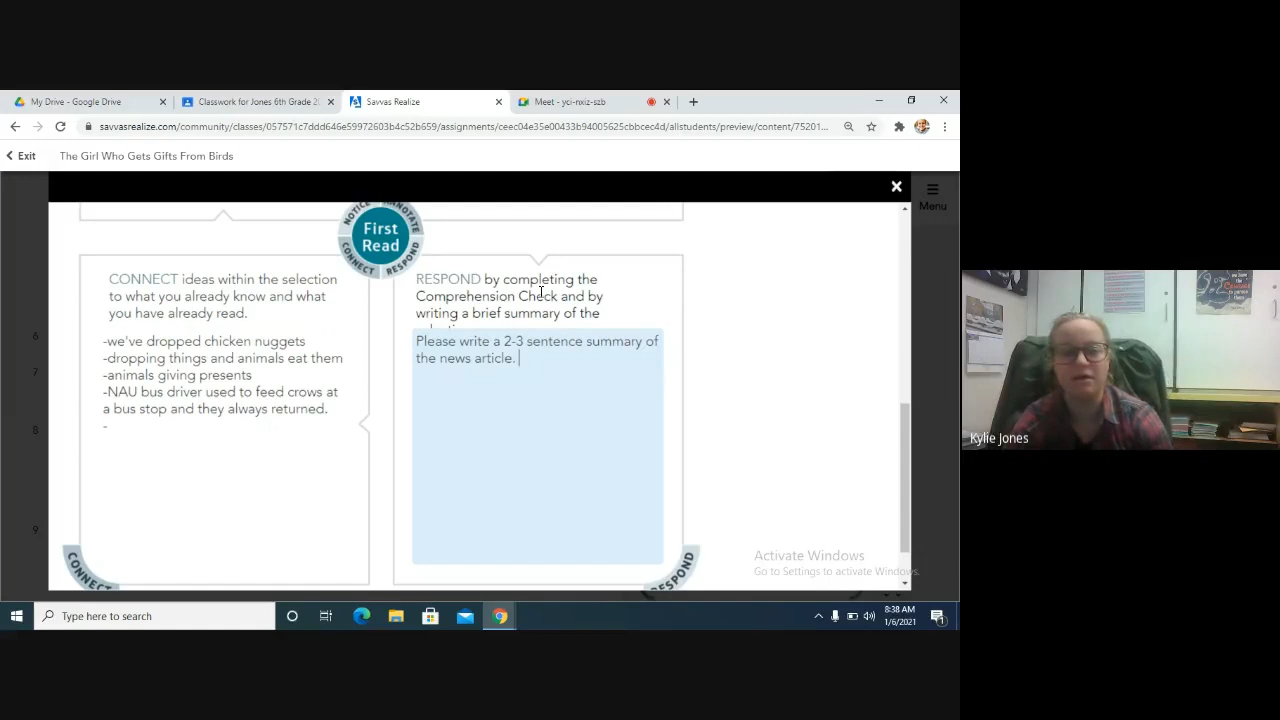 My Drive - Google Drive
Classwork for Jones 6th Grade 2
Savvas Realize
Meet - yci-nxiz-szb
savvasrealize.com/community/classes/057571c7ddd646e59972603b4c52b659/assignments/ceec04e35e00433b94005625cbbcec4d/allstudents/preview/content/75201...
Exit
The Girl Who Gets Gifts From Birds
Menu
NOTICE
ANNOTATE
CONNECT
RESPOND
First
Read
CONNECT ideas within the selection
to what you already know and what
you have already read.
-we've dropped chicken nuggets
-dropping things and animals eat them
-animals giving presents
-NAU bus driver used to feed crows at
a bus stop and they always returned.
-
CONNECT
RESPOND by completing the
Comprehension Check and by
writing a brief summary of the
Please write a 2-3 sentence summary of
the news article.
RESPOND
6
7
8
9
Activate Windows
Go to Settings to activate Windows.
Type here to search
8:38 AM
1/6/2021
1
Kylie Jones